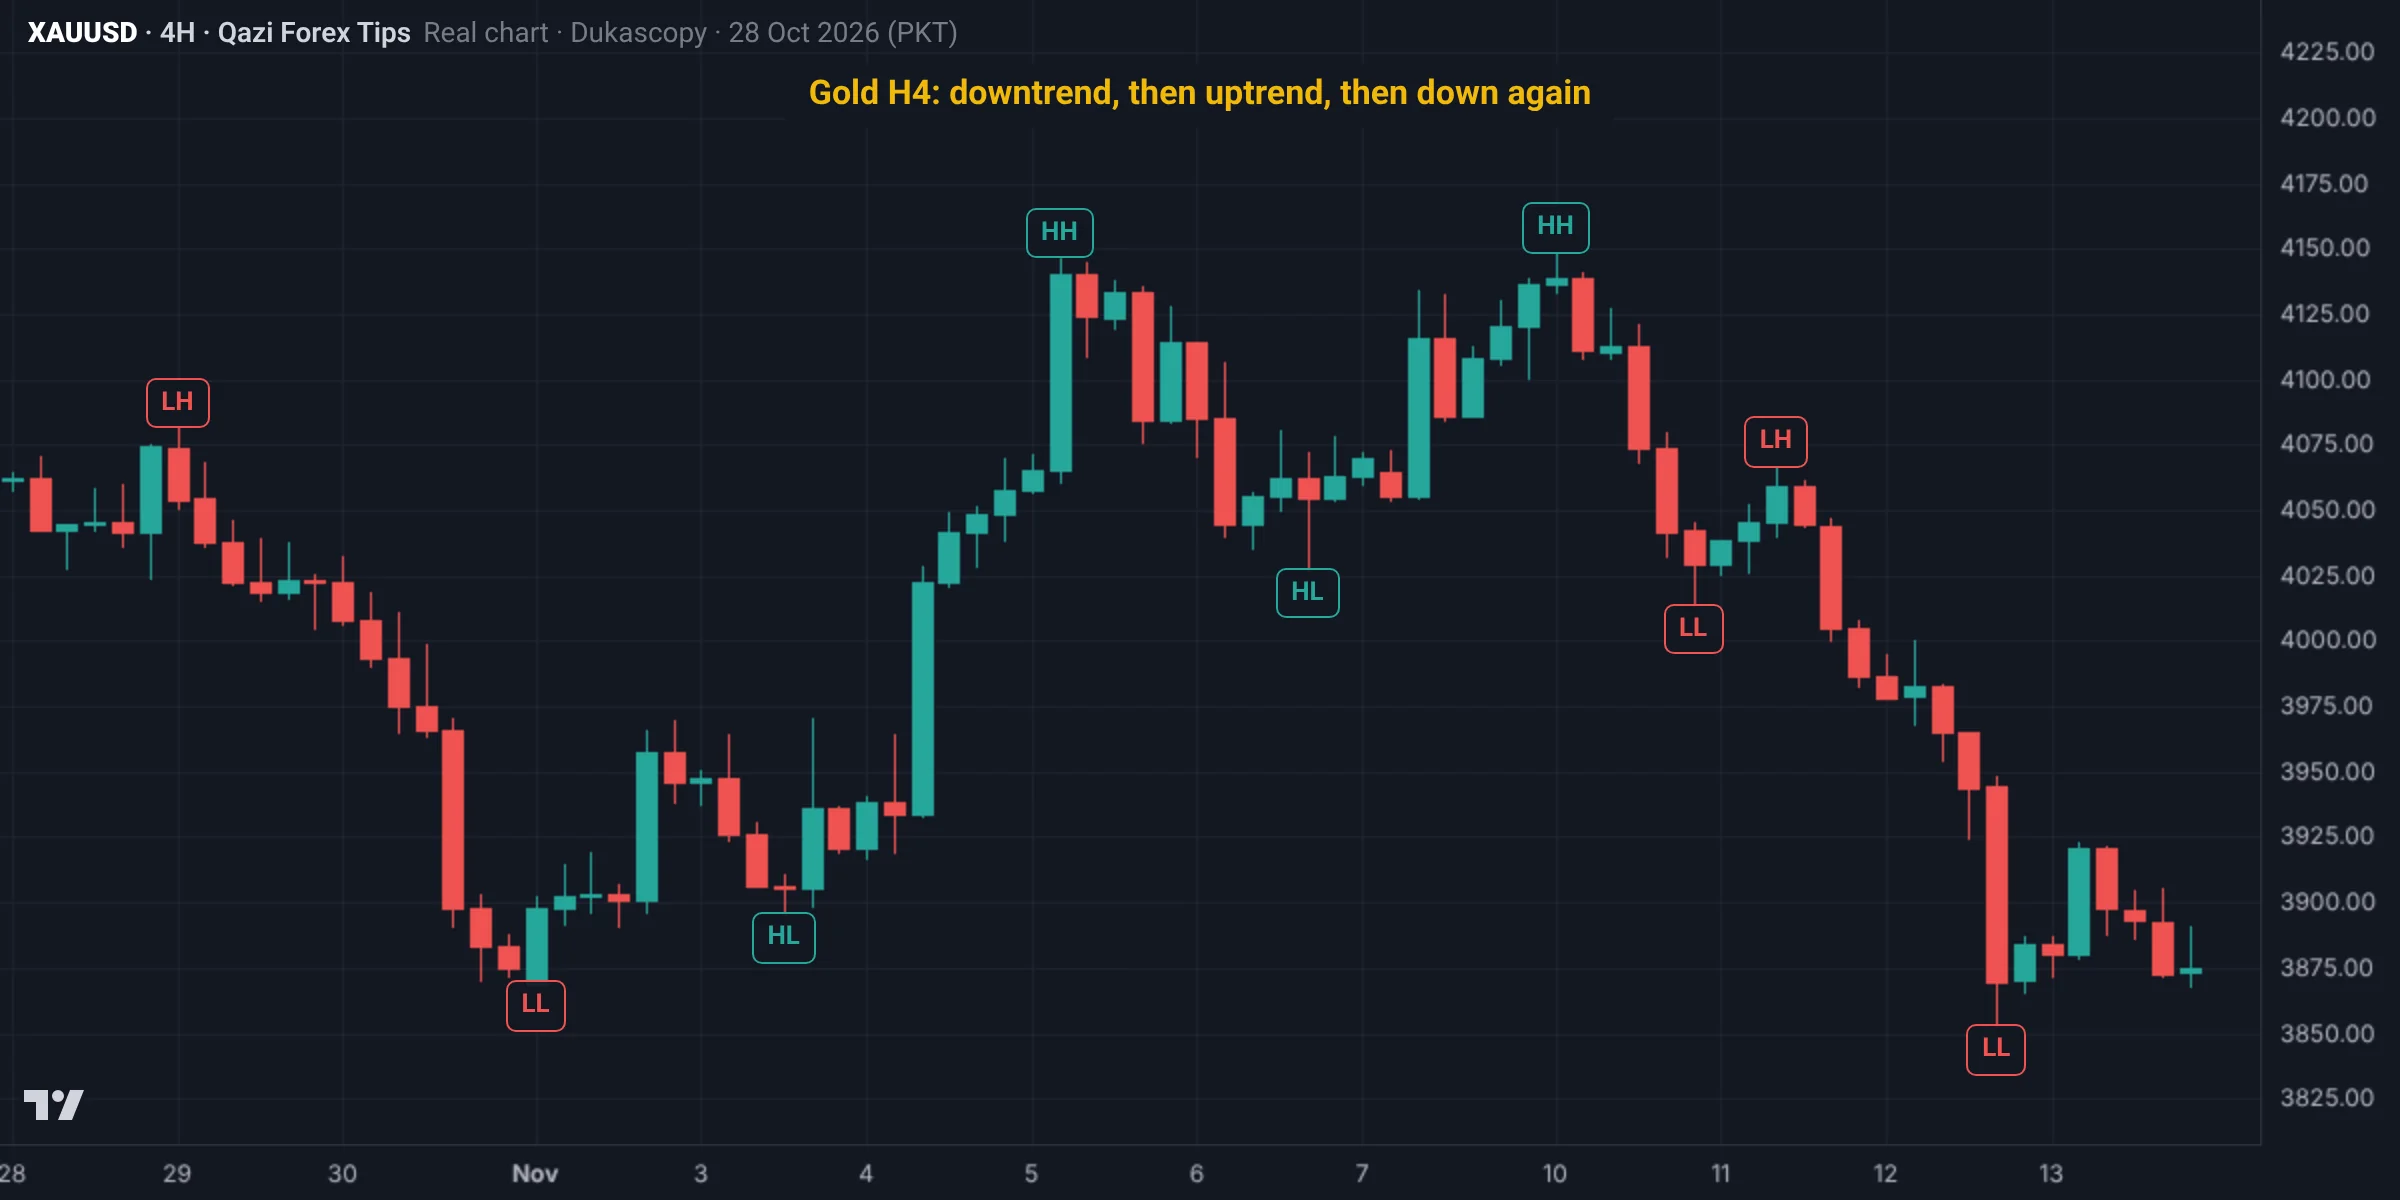 XAUUSD · 4H · Qazi Forex Tips Real chart · Dukascopy · 28 Oct 2026 (PKT)
Gold H4: downtrend, then uptrend, then down again
4225.00
4200.00
4175.00
HH
HH
4150.00
4125.00
4100.00
LH
LH
4075.00
4050.00
4025.00
HL
LL
4000.00
3975.00
3950.00
3925.00
3900.00
HL
3875.00
LL
3850.00
LL
3825.00
28 29 30 Nov 3 4 5 6 7 10 11 12 13